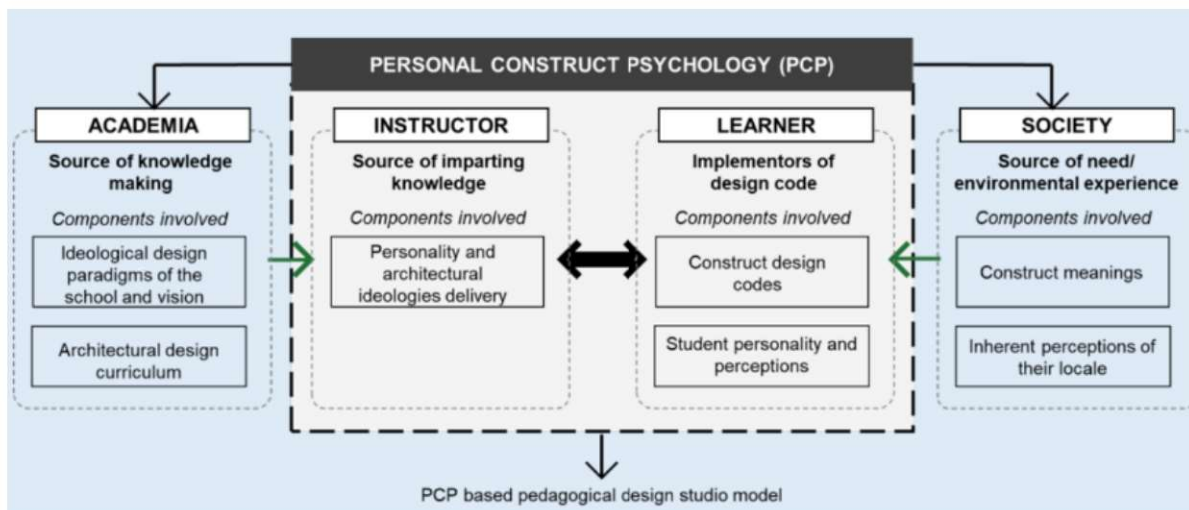 PERSONAL CONSTRUCT PSYCHOLOGY (PCP)
ACADEMIA
Source of knowledge
making
Components involved
Ideological design
paradigms of the
school and vision
Architectural design
curriculum
INSTRUCTOR
Source of imparting
knowledge
Components involved
Personality and
architectural
ideologies delivery
LEARNER
Implementors of
design code
Components involved
Construct design
codes
Student personality and
perceptions
SOCIETY
Source of need/
environmental experience
Components involved
Construct meanings
Inherent perceptions of
their locale
PCP based pedagogical design studio model